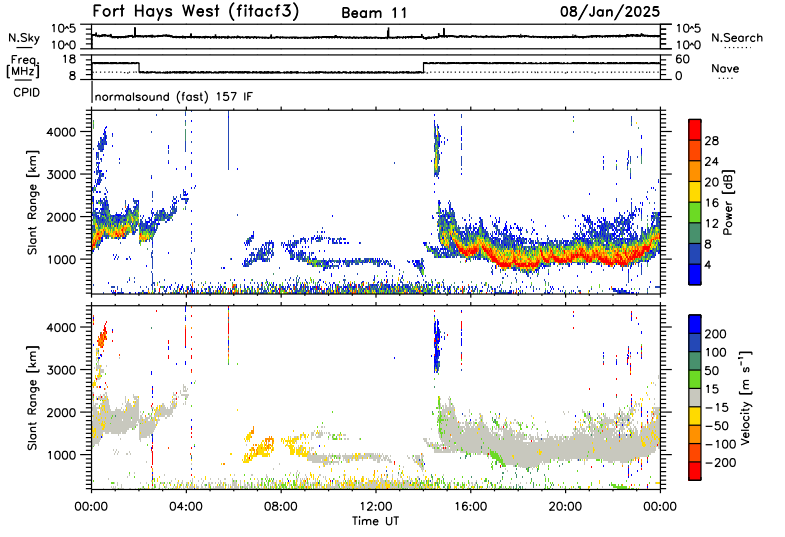 Fort Hays West (fitacf3) Beam 11 08/Jan/2025
N.Sky 10^5 10^0 10^5 10^0 N.Search
Freq. [MHz] 18 8 60 0 Nave
CPID normalsound (fast) 157 IF
Slant Range [km] 4000 3000 2000 1000
Power [dB] 28 24 20 16 12 8 4
Slant Range [km] 4000 3000 2000 1000
Velocity [m s^-1] 200 100 50 15 -15 -50 -100 -200
00:00 04:00 08:00 12:00 16:00 20:00 00:00
Time UT